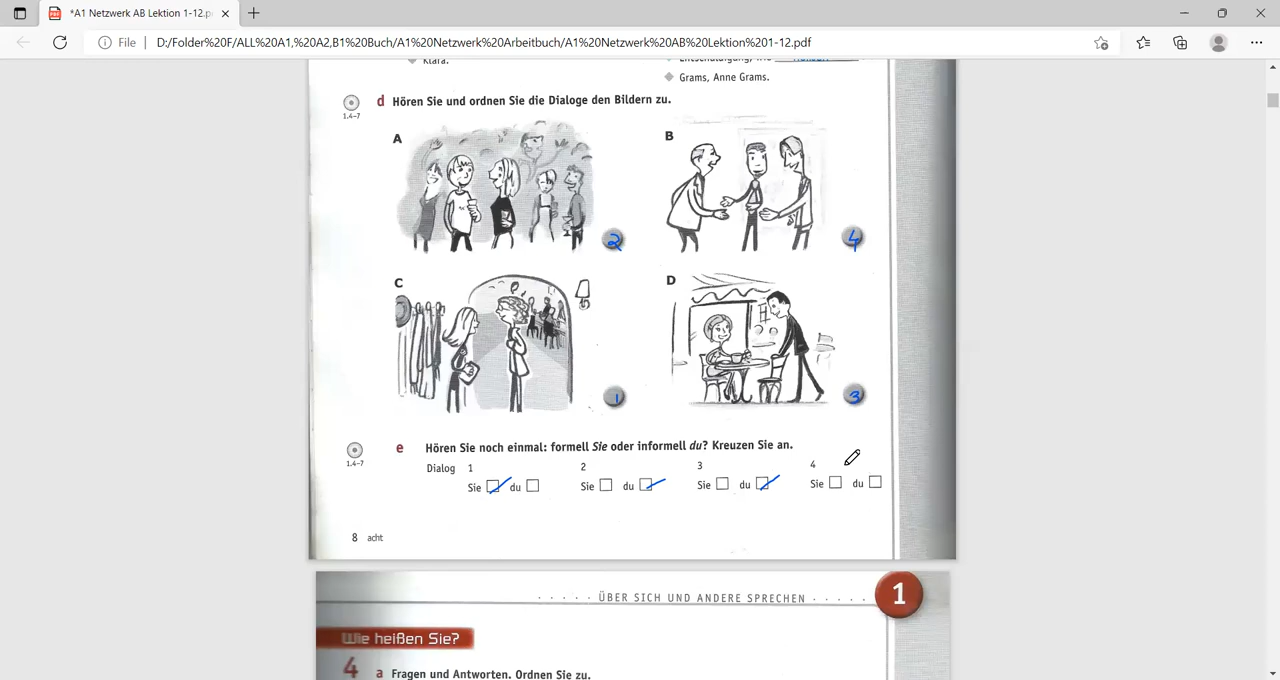 *A1 Netzwerk AB Lektion 1-12.p
File D:/Folder%20F/ALL%20A1,%20A2,B1%20Buch/A1%20Netzwerk%20Arbeitbuch/A1%20Netzwerk%20AB%20Lektion%201-12.pdf
Klara.
Grams, Anne Grams.
1.4–7
d Hören Sie und ordnen Sie die Dialoge den Bildern zu.
A
B
2
4
C
D
1
3
1.4–7
e Hören Sie noch einmal: formell Sie oder informell du? Kreuzen Sie an.
Dialog 1 2 3 4
Sie du Sie du Sie du Sie du
8 acht
ÜBER SICH UND ANDERE SPRECHEN 1
Wie heißen Sie?
4 a Fragen und Antworten. Ordnen Sie zu.